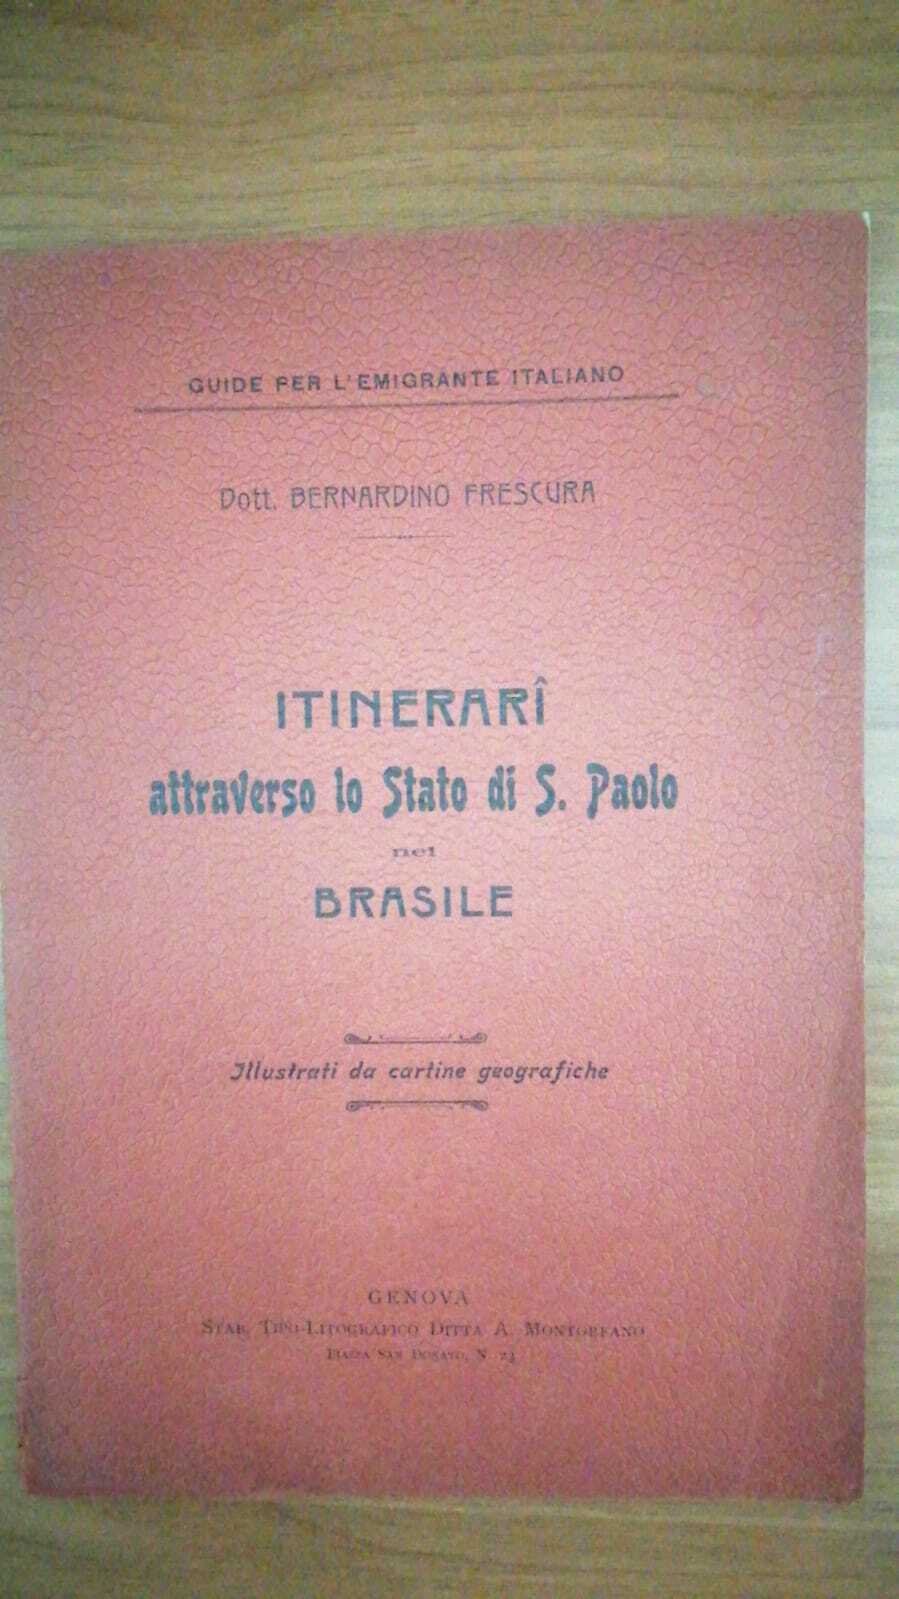 GUIDE PER L'EMIGRANTE ITALIANO
Dott. BERNARDINO FRESCURA
ITINERARÎ
attraverso lo Stato di S. Paolo
nel
BRASILE
Illustrati da cartine geografiche
GENOVA
STAB. TIPO-LITOGRAFICO DITTA A. MONTORFANO
PIAZZA SAN DONATO, N. 23